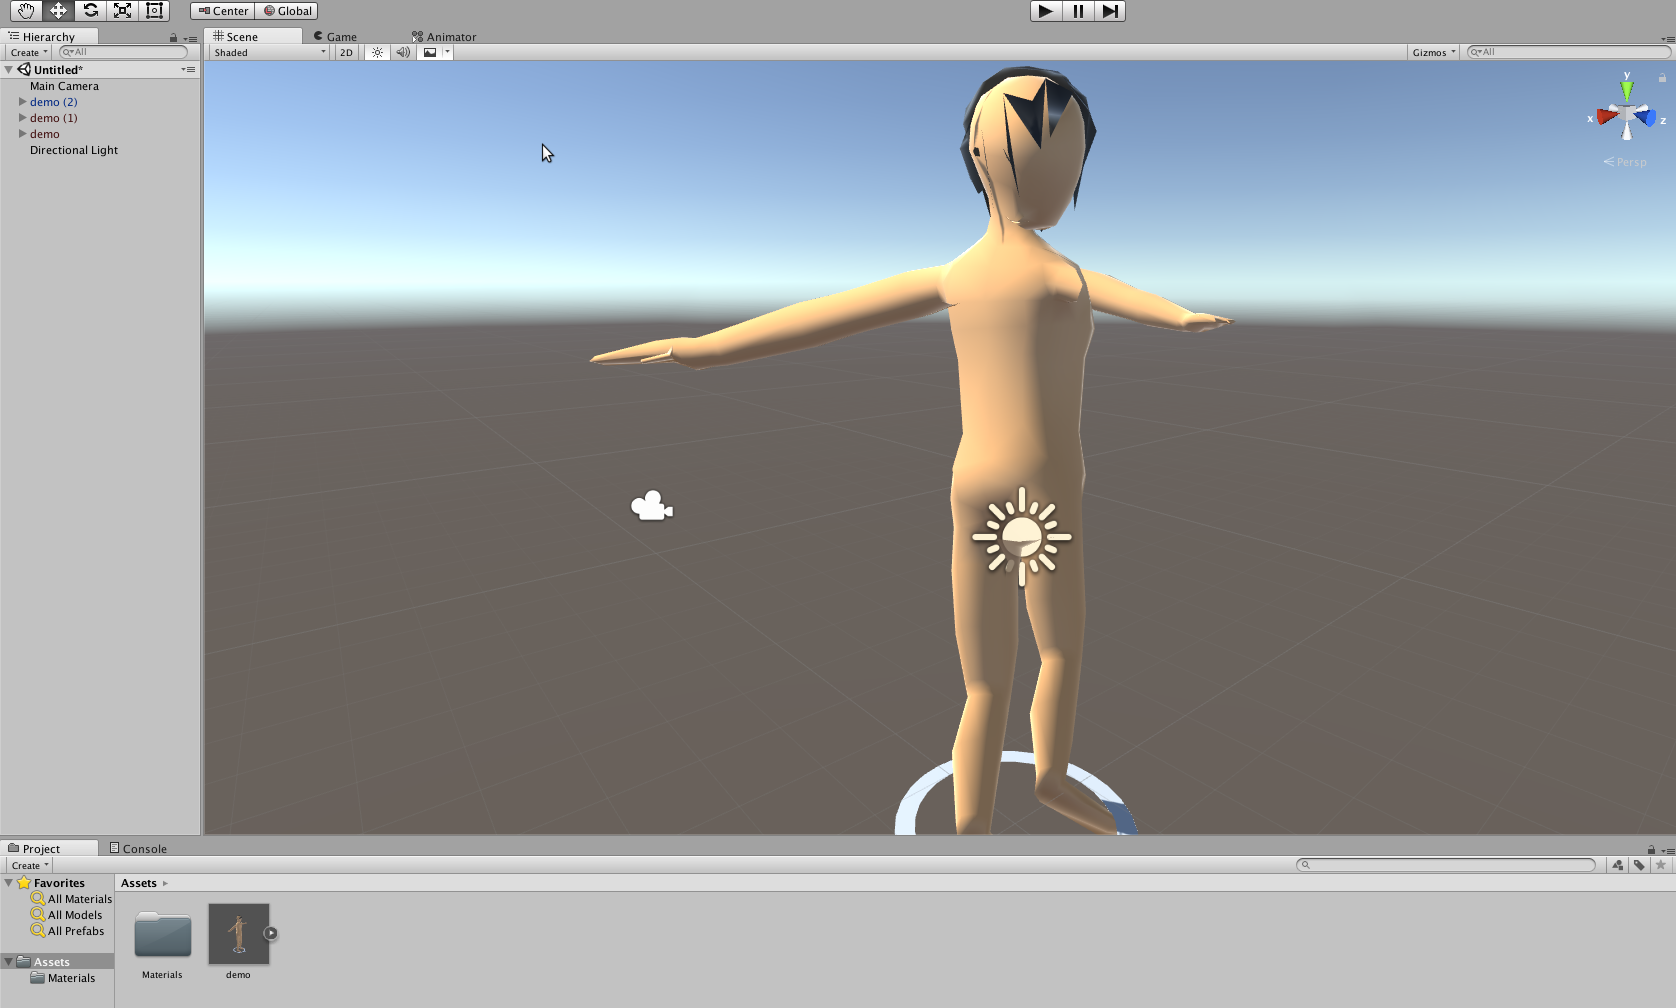 Center Global
Hierarchy
Create All
Untitled*
Main Camera
demo (2)
demo (1)
demo
Directional Light
Scene Game Animator
Shaded 2D Gizmos All
y
x z
Persp
Project Console
Create
Favorites
All Materials
All Models
All Prefabs
Assets
Materials
Assets
Materials demo